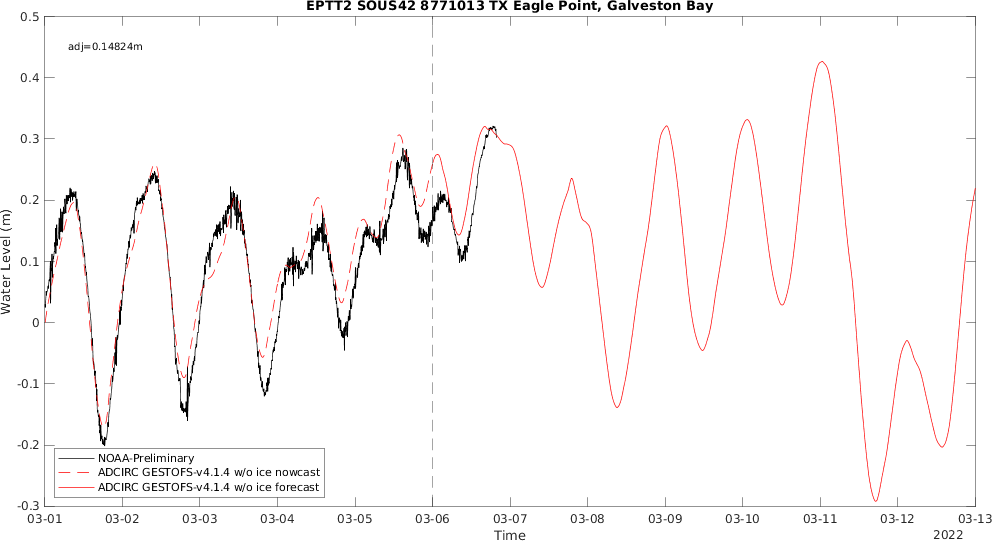 EPTT2 SOUS42 8771013 TX Eagle Point, Galveston Bay
adj=0.14824m
0.5
0.4
0.3
0.2
0.1
0
-0.1
-0.2
-0.3
Water Level (m)
NOAA-Preliminary
ADCIRC GESTOFS-v4.1.4 w/o ice nowcast
ADCIRC GESTOFS-v4.1.4 w/o ice forecast
03-01 03-02 03-03 03-04 03-05 03-06 03-07 03-08 03-09 03-10 03-11 03-12 03-13
Time
2022